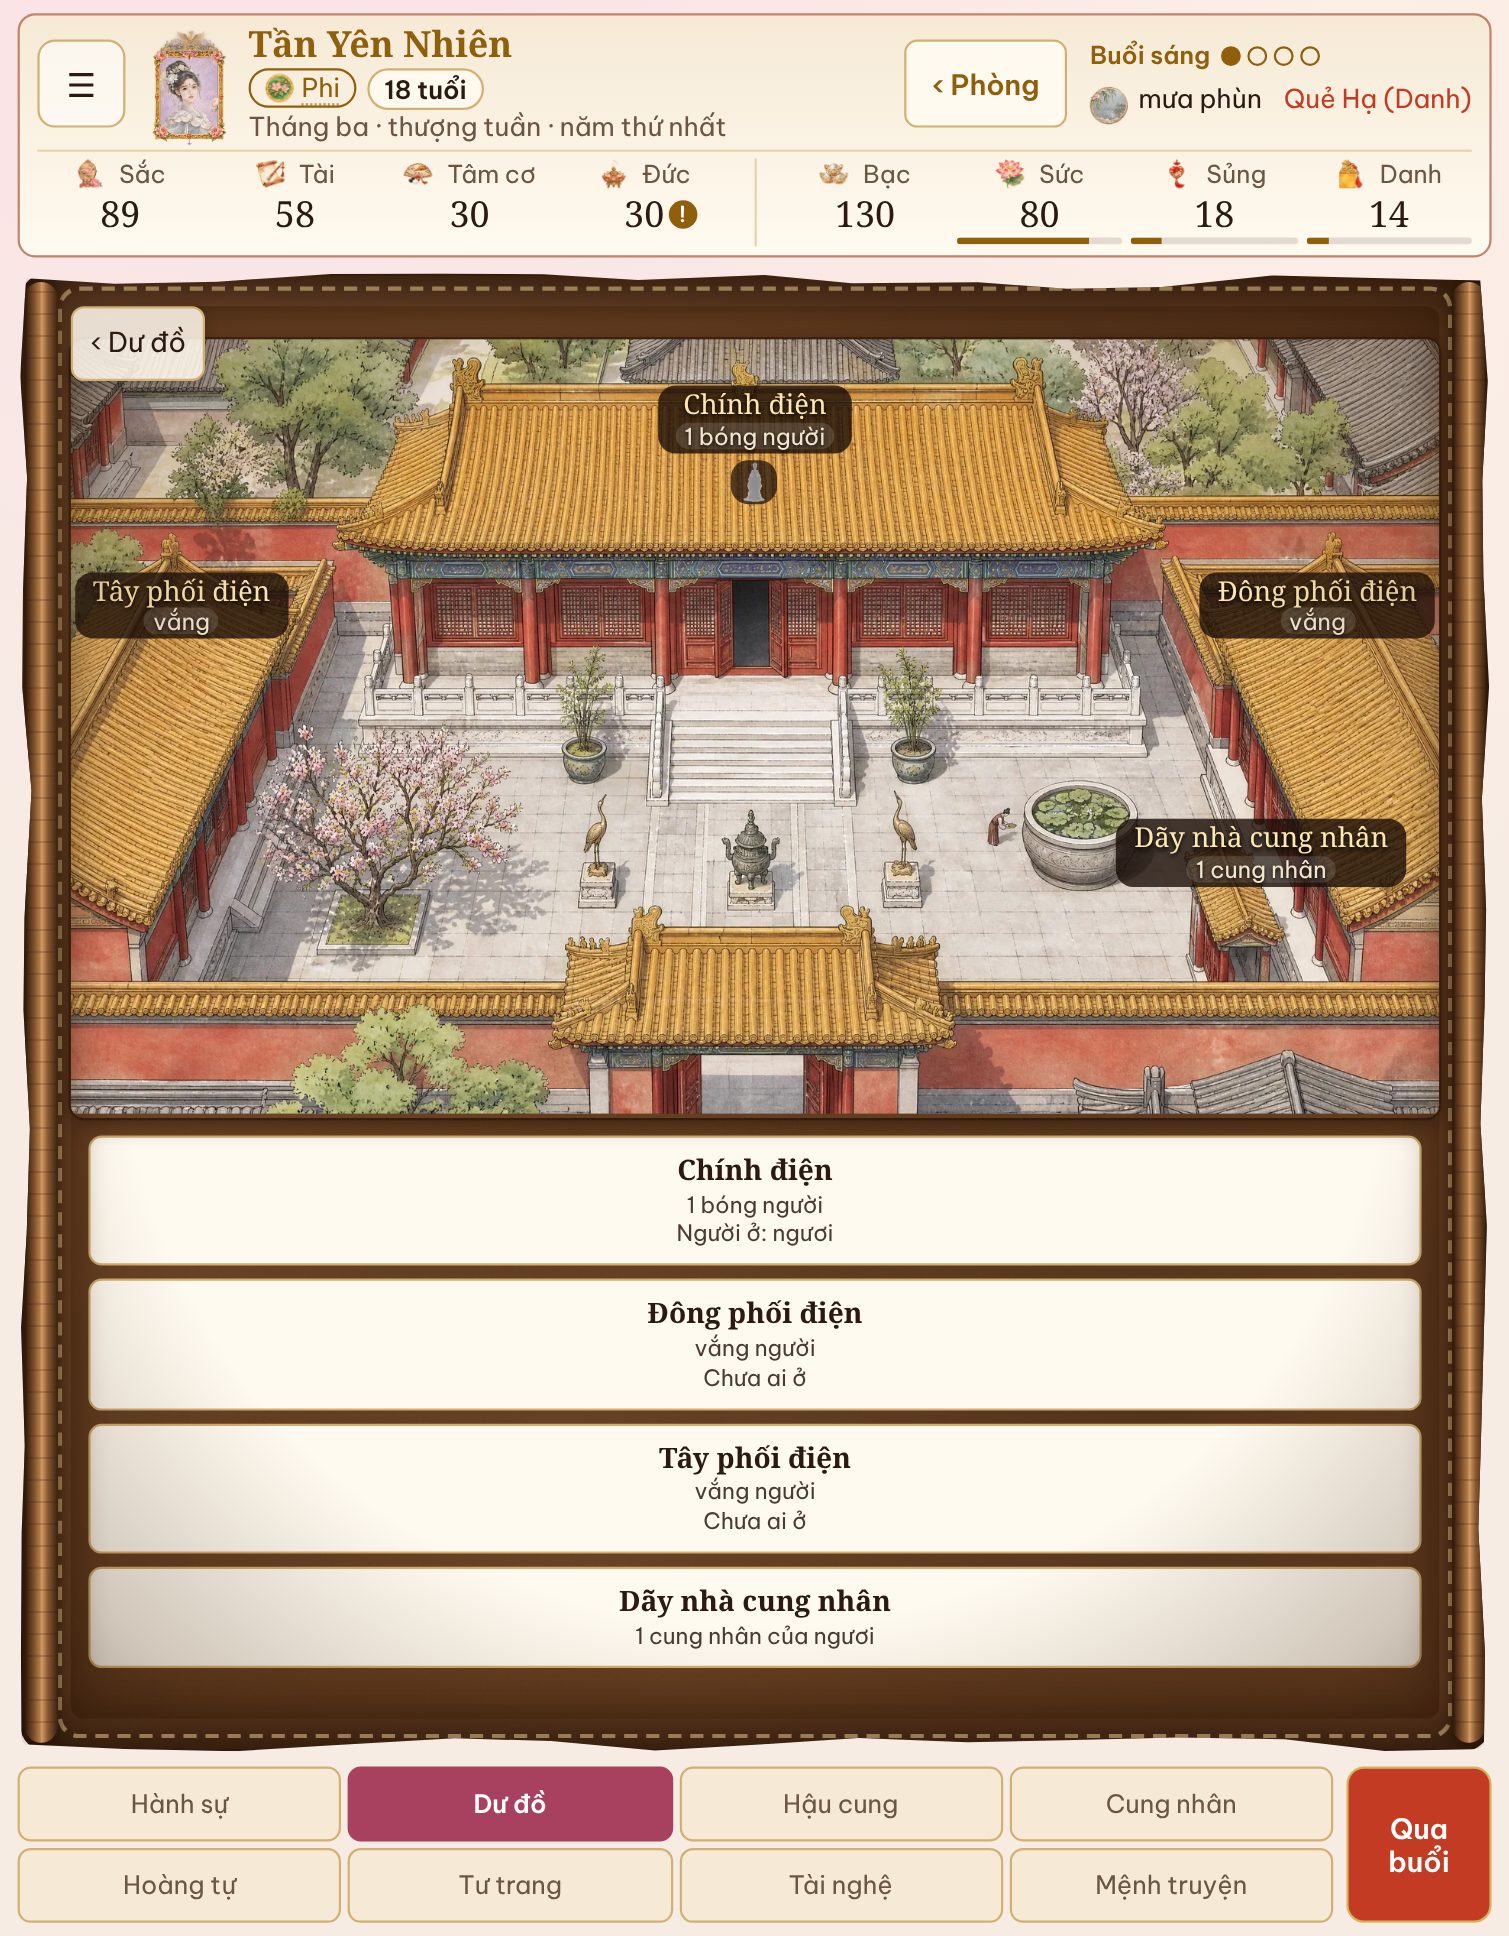 ☰
Tần Yên Nhiên
Phi
18 tuổi
Tháng ba · thượng tuần · năm thứ nhất
‹ Phòng
Buổi sáng
mưa phùn Quẻ Hạ (Danh)
Sắc Tài Tâm cơ Đức Bạc Sức Sủng Danh
89 58 30 30 ! 130 80 18 14
‹ Dư đồ
Chính điện
1 bóng người
Tây phối điện
vắng
Đông phối điện
vắng
Dãy nhà cung nhân
1 cung nhân
Chính điện
1 bóng người
Người ở: ngươi
Đông phối điện
vắng người
Chưa ai ở
Tây phối điện
vắng người
Chưa ai ở
Dãy nhà cung nhân
1 cung nhân của ngươi
Hành sự
Dư đồ
Hậu cung
Cung nhân
Hoàng tự
Tư trang
Tài nghệ
Mệnh truyện
Qua
buổi